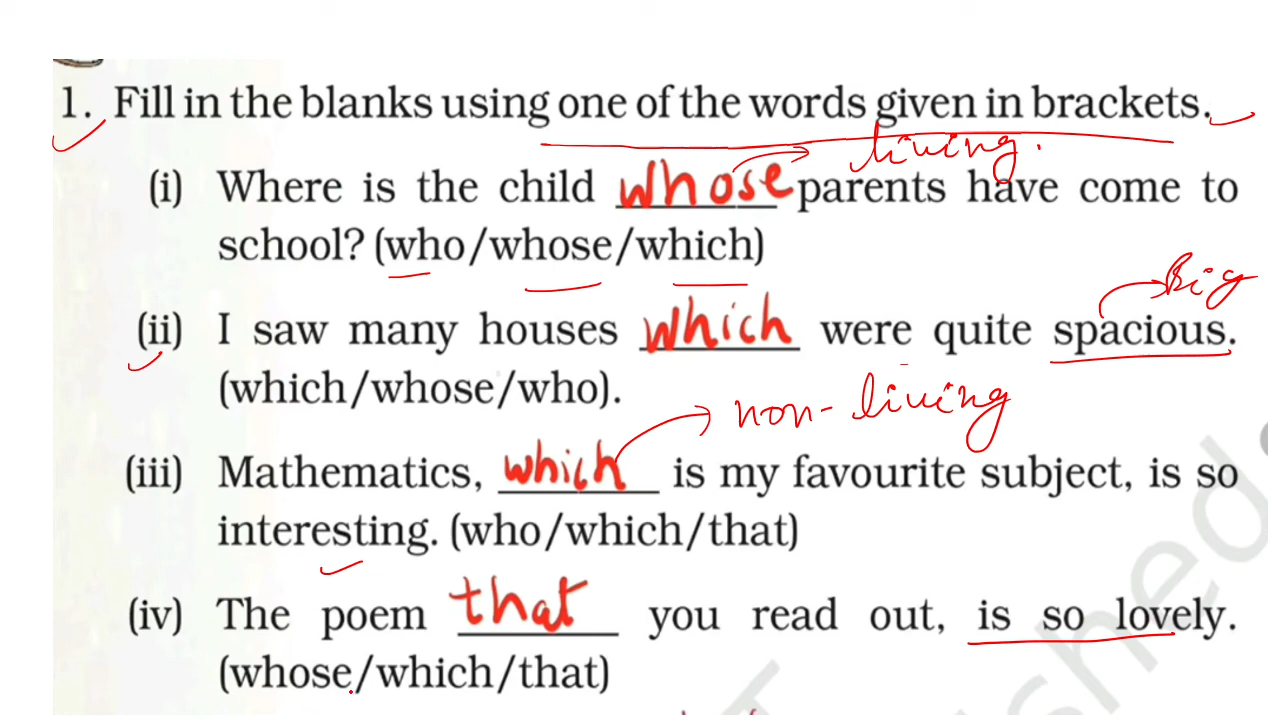 1. Fill in the blanks using one of the words given in brackets.
living.
(i) Where is the child whose parents have come to
school? (who/whose/which)
Big
(ii) I saw many houses which were quite spacious.
(which/whose/who).
non-living
(iii) Mathematics, which is my favourite subject, is so
interesting. (who/which/that)
(iv) The poem that you read out, is so lovely.
(whose/which/that)